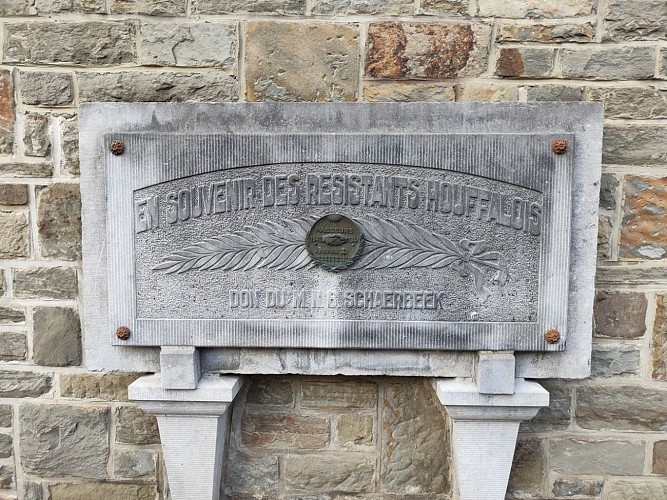 EN SOUVENIR DES RESISTANTS HOUFFALOIS
DON DU M.N.B SCHAERBEEK